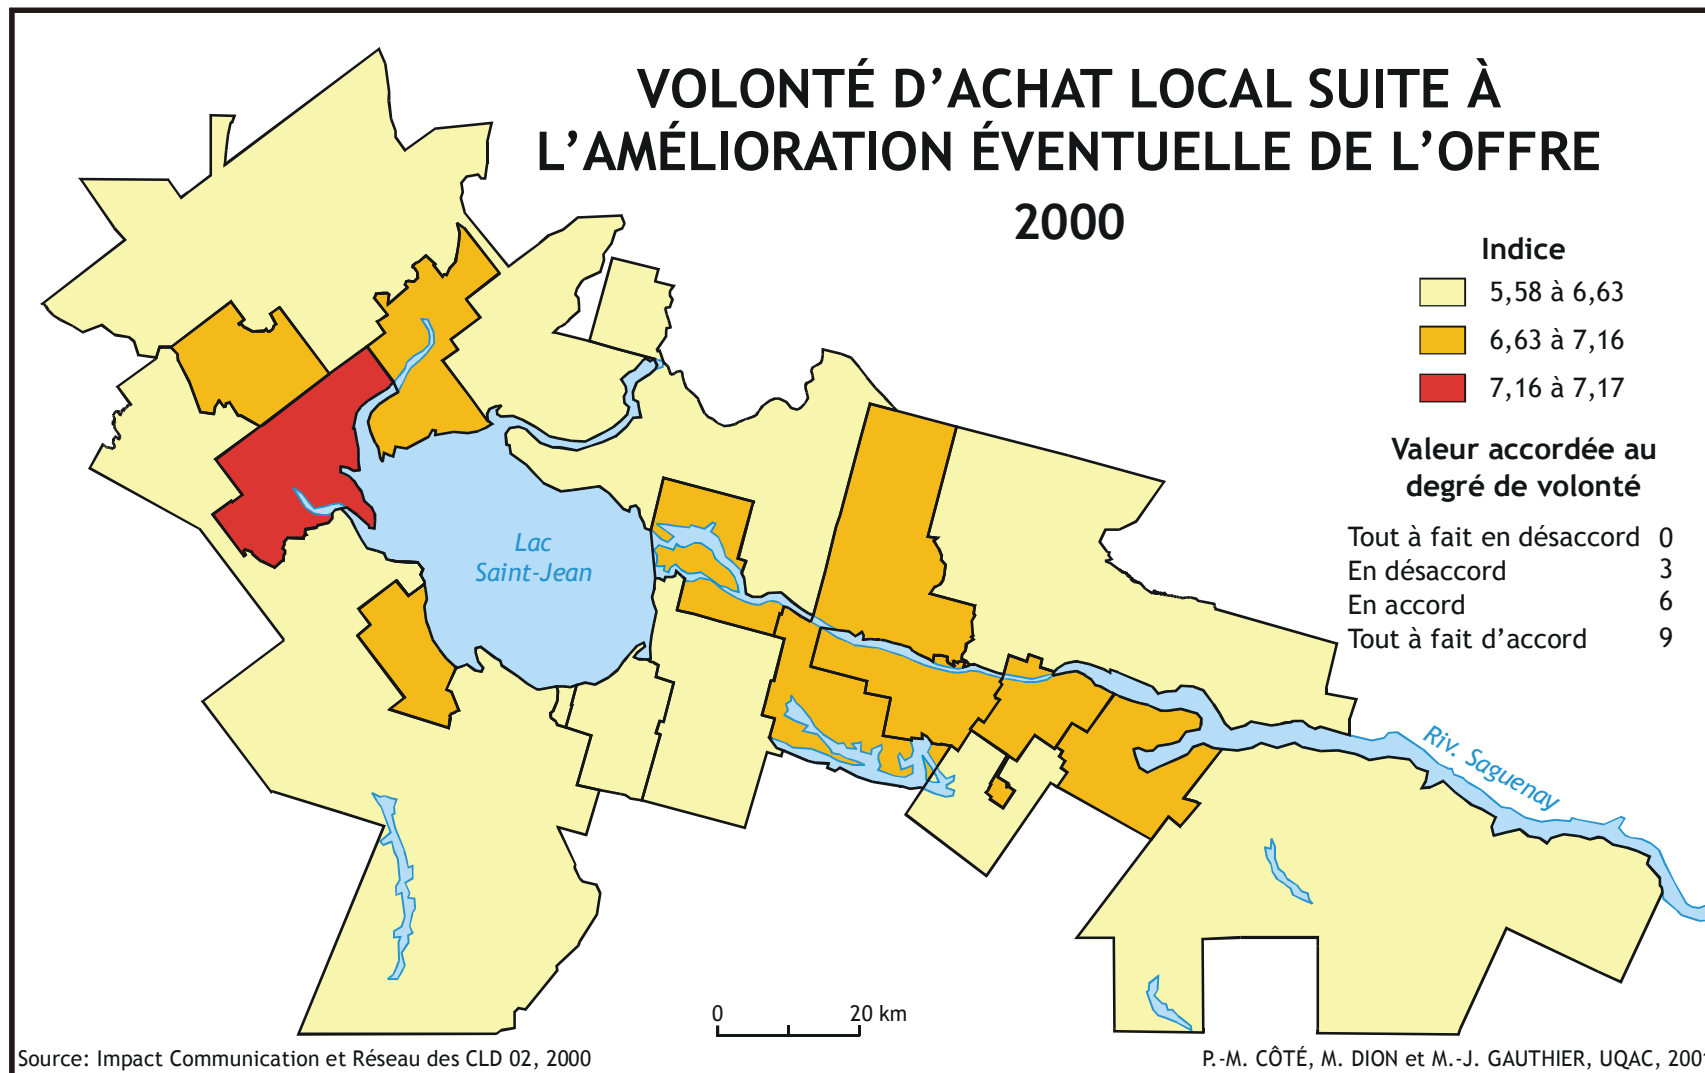 VOLONTÉ D'ACHAT LOCAL SUITE À
L'AMÉLIORATION ÉVENTUELLE DE L'OFFRE
2000
Indice
5,58 à 6,63
6,63 à 7,16
7,16 à 7,17
Valeur accordée au
degré de volonté
Tout à fait en désaccord 0
En désaccord 3
En accord 6
Tout à fait d'accord 9
Lac
Saint-Jean
Riv. Saguenay
0 20 km
Source: Impact Communication et Réseau des CLD 02, 2000
P.-M. CÔTÉ, M. DION et M.-J. GAUTHIER, UQAC, 2001